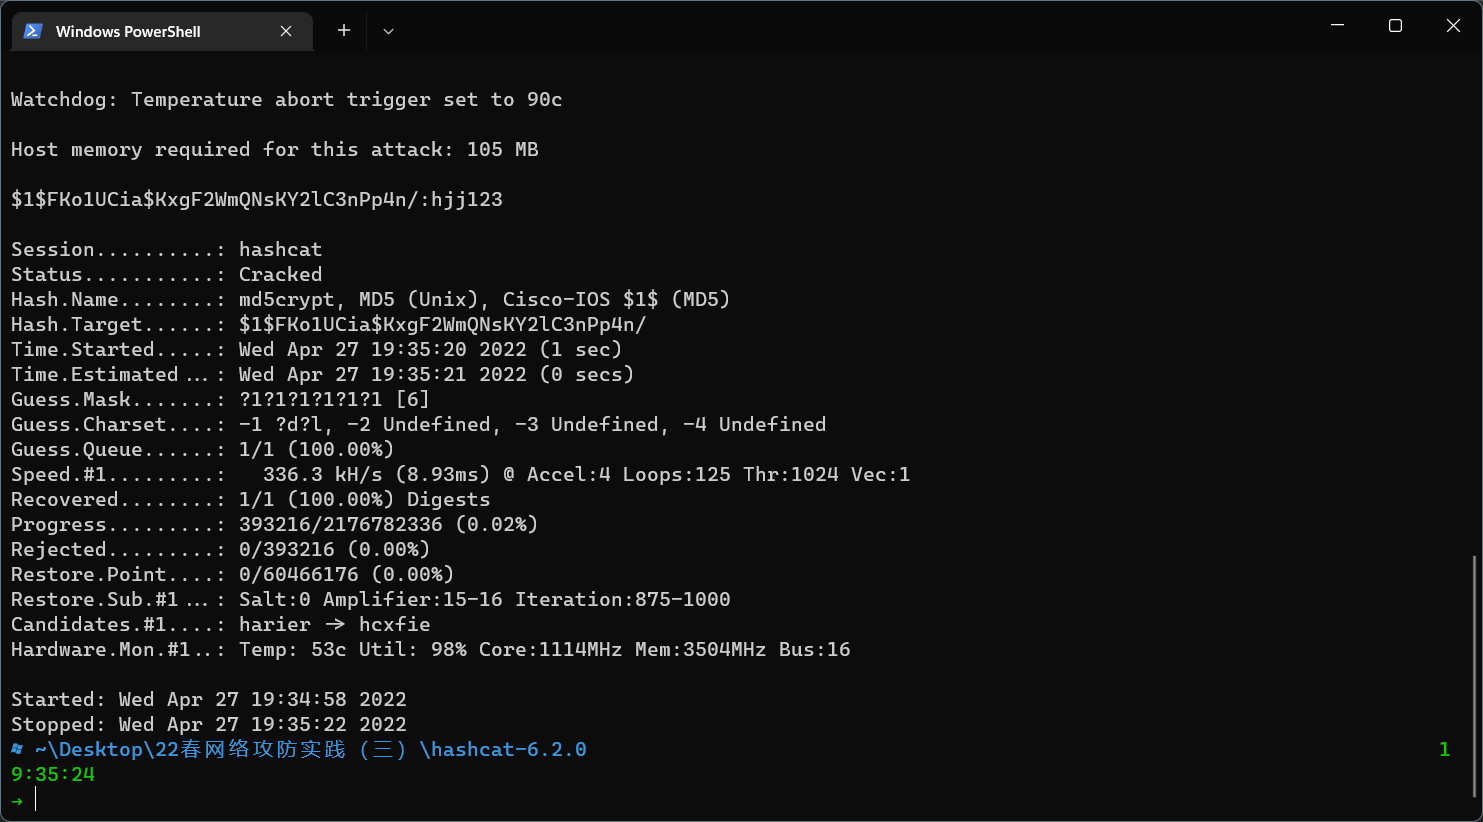 Windows PowerShell
Watchdog: Temperature abort trigger set to 90c
Host memory required for this attack: 105 MB
$1$FKo1UCia$KxgF2WmQNsKY2lC3nPp4n/:hjj123
Session..........: hashcat
Status...........: Cracked
Hash.Name........: md5crypt, MD5 (Unix), Cisco-IOS $1$ (MD5)
Hash.Target......: $1$FKo1UCia$KxgF2WmQNsKY2lC3nPp4n/
Time.Started.....: Wed Apr 27 19:35:20 2022 (1 sec)
Time.Estimated...: Wed Apr 27 19:35:21 2022 (0 secs)
Guess.Mask.......: ?1?1?1?1?1?1 [6]
Guess.Charset....: -1 ?d?l, -2 Undefined, -3 Undefined, -4 Undefined
Guess.Queue......: 1/1 (100.00%)
Speed.#1.........:   336.3 kH/s (8.93ms) @ Accel:4 Loops:125 Thr:1024 Vec:1
Recovered........: 1/1 (100.00%) Digests
Progress.........: 393216/2176782336 (0.02%)
Rejected.........: 0/393216 (0.00%)
Restore.Point....: 0/60466176 (0.00%)
Restore.Sub.#1...: Salt:0 Amplifier:15-16 Iteration:875-1000
Candidates.#1....: harier -> hcxfie
Hardware.Mon.#1..: Temp: 53c Util: 98% Core:1114MHz Mem:3504MHz Bus:16
Started: Wed Apr 27 19:34:58 2022
Stopped: Wed Apr 27 19:35:22 2022
~\Desktop\22春网络攻防实践（三）\hashcat-6.2.0 1
9:35:24
→